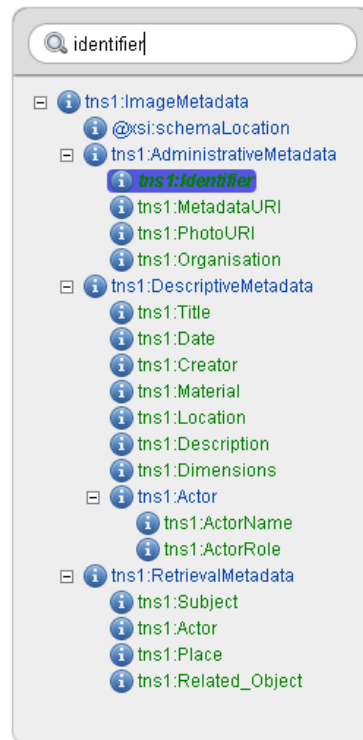 identifier
tns1:ImageMetadata
@xsi:schemaLocation
tns1:AdministrativeMetadata
tns1:Identifier
tns1:MetadataURI
tns1:PhotoURI
tns1:Organisation
tns1:DescriptiveMetadata
tns1:Title
tns1:Date
tns1:Creator
tns1:Material
tns1:Location
tns1:Description
tns1:Dimensions
tns1:Actor
tns1:ActorName
tns1:ActorRole
tns1:RetrievalMetadata
tns1:Subject
tns1:Actor
tns1:Place
tns1:Related_Object